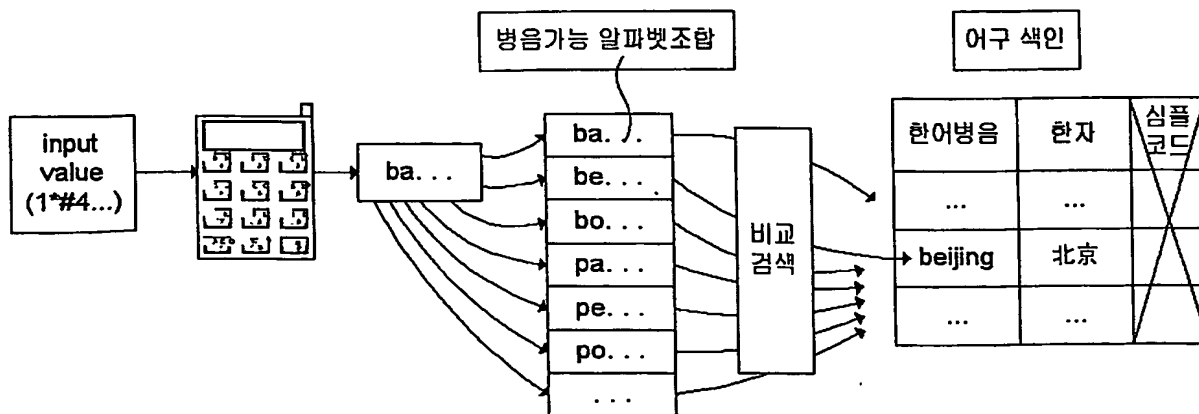 병음가능 알파벳조합
어구 색인
input
value
(1*#4...)
ba. . .
ba. . .
be. . .
bo. . .
pa. . .
pe. . .
po. . .
. . .
비교
검색
한어병음 한자 심플
코드
... ...
beijing 北京
... ...